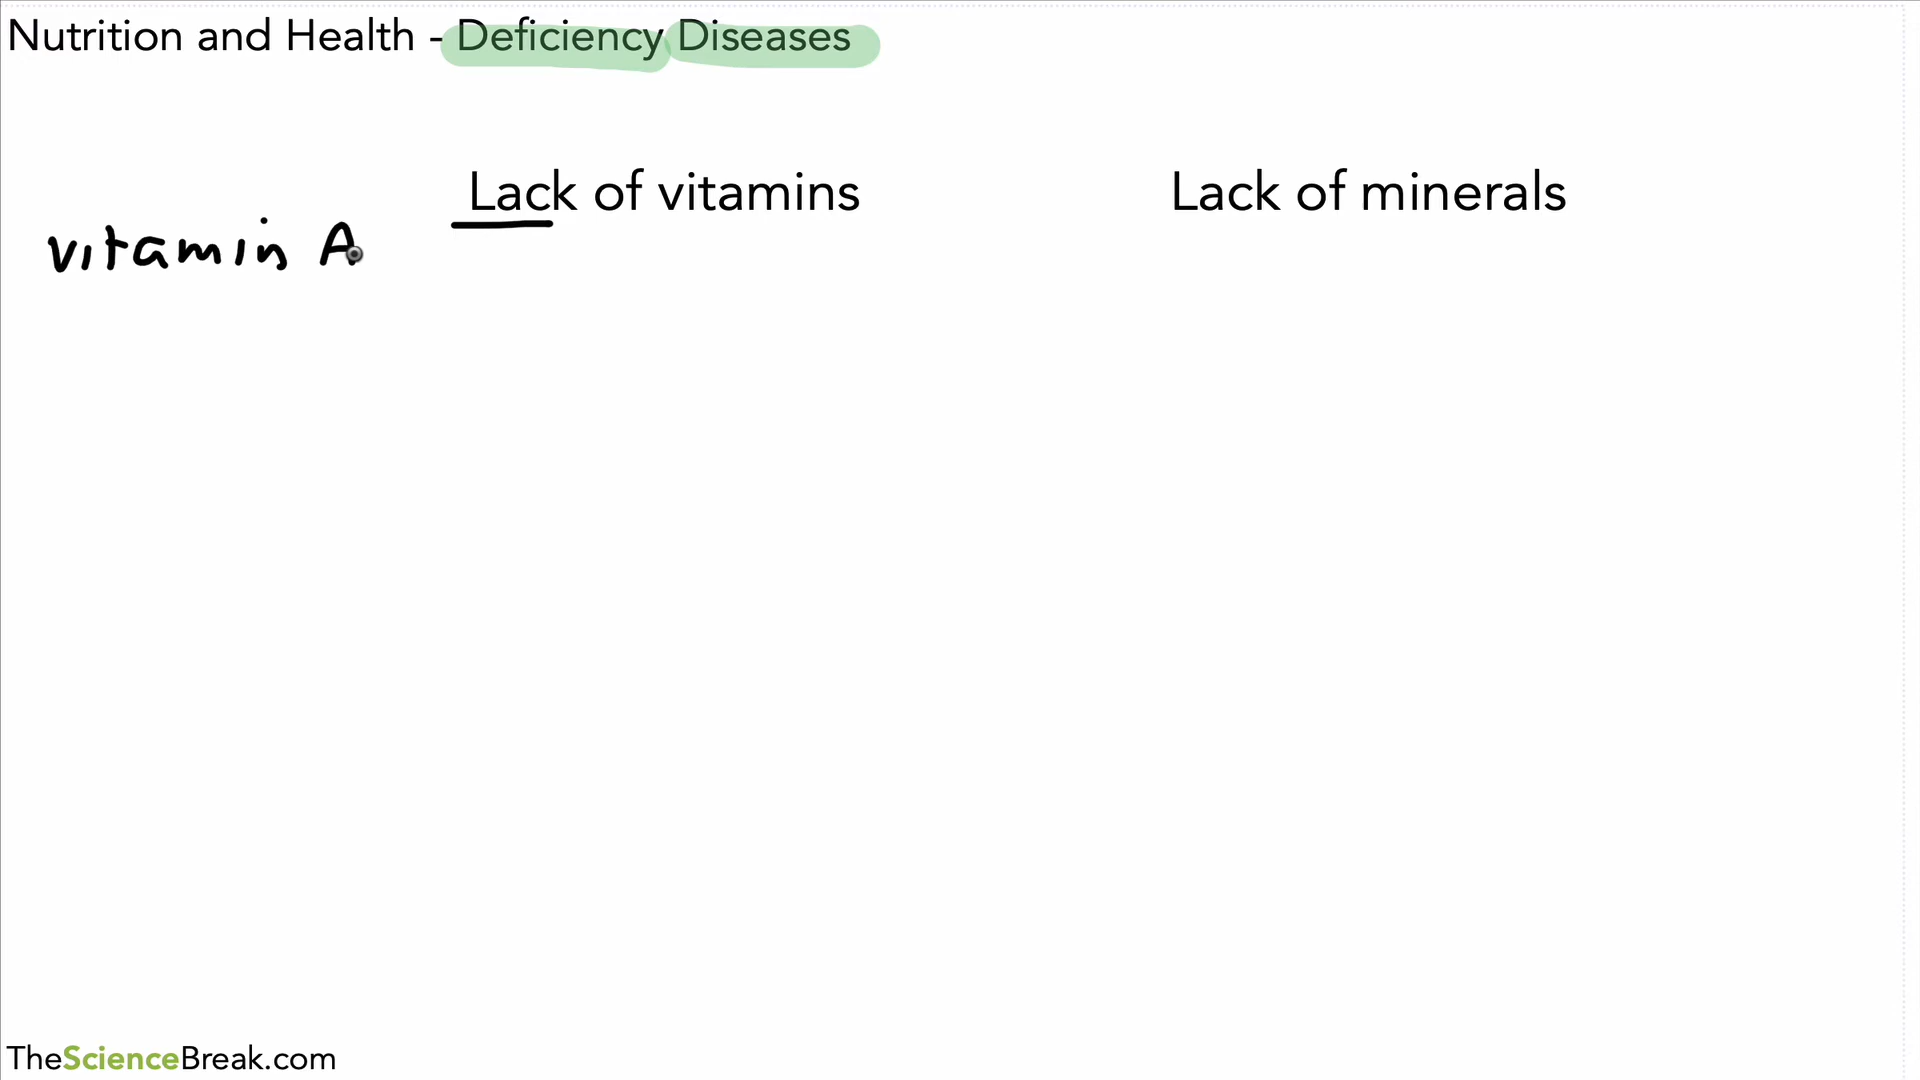 Nutrition and Health - Deficiency Diseases
Lack of vitamins
Lack of minerals
vitamin A
TheScienceBreak.com